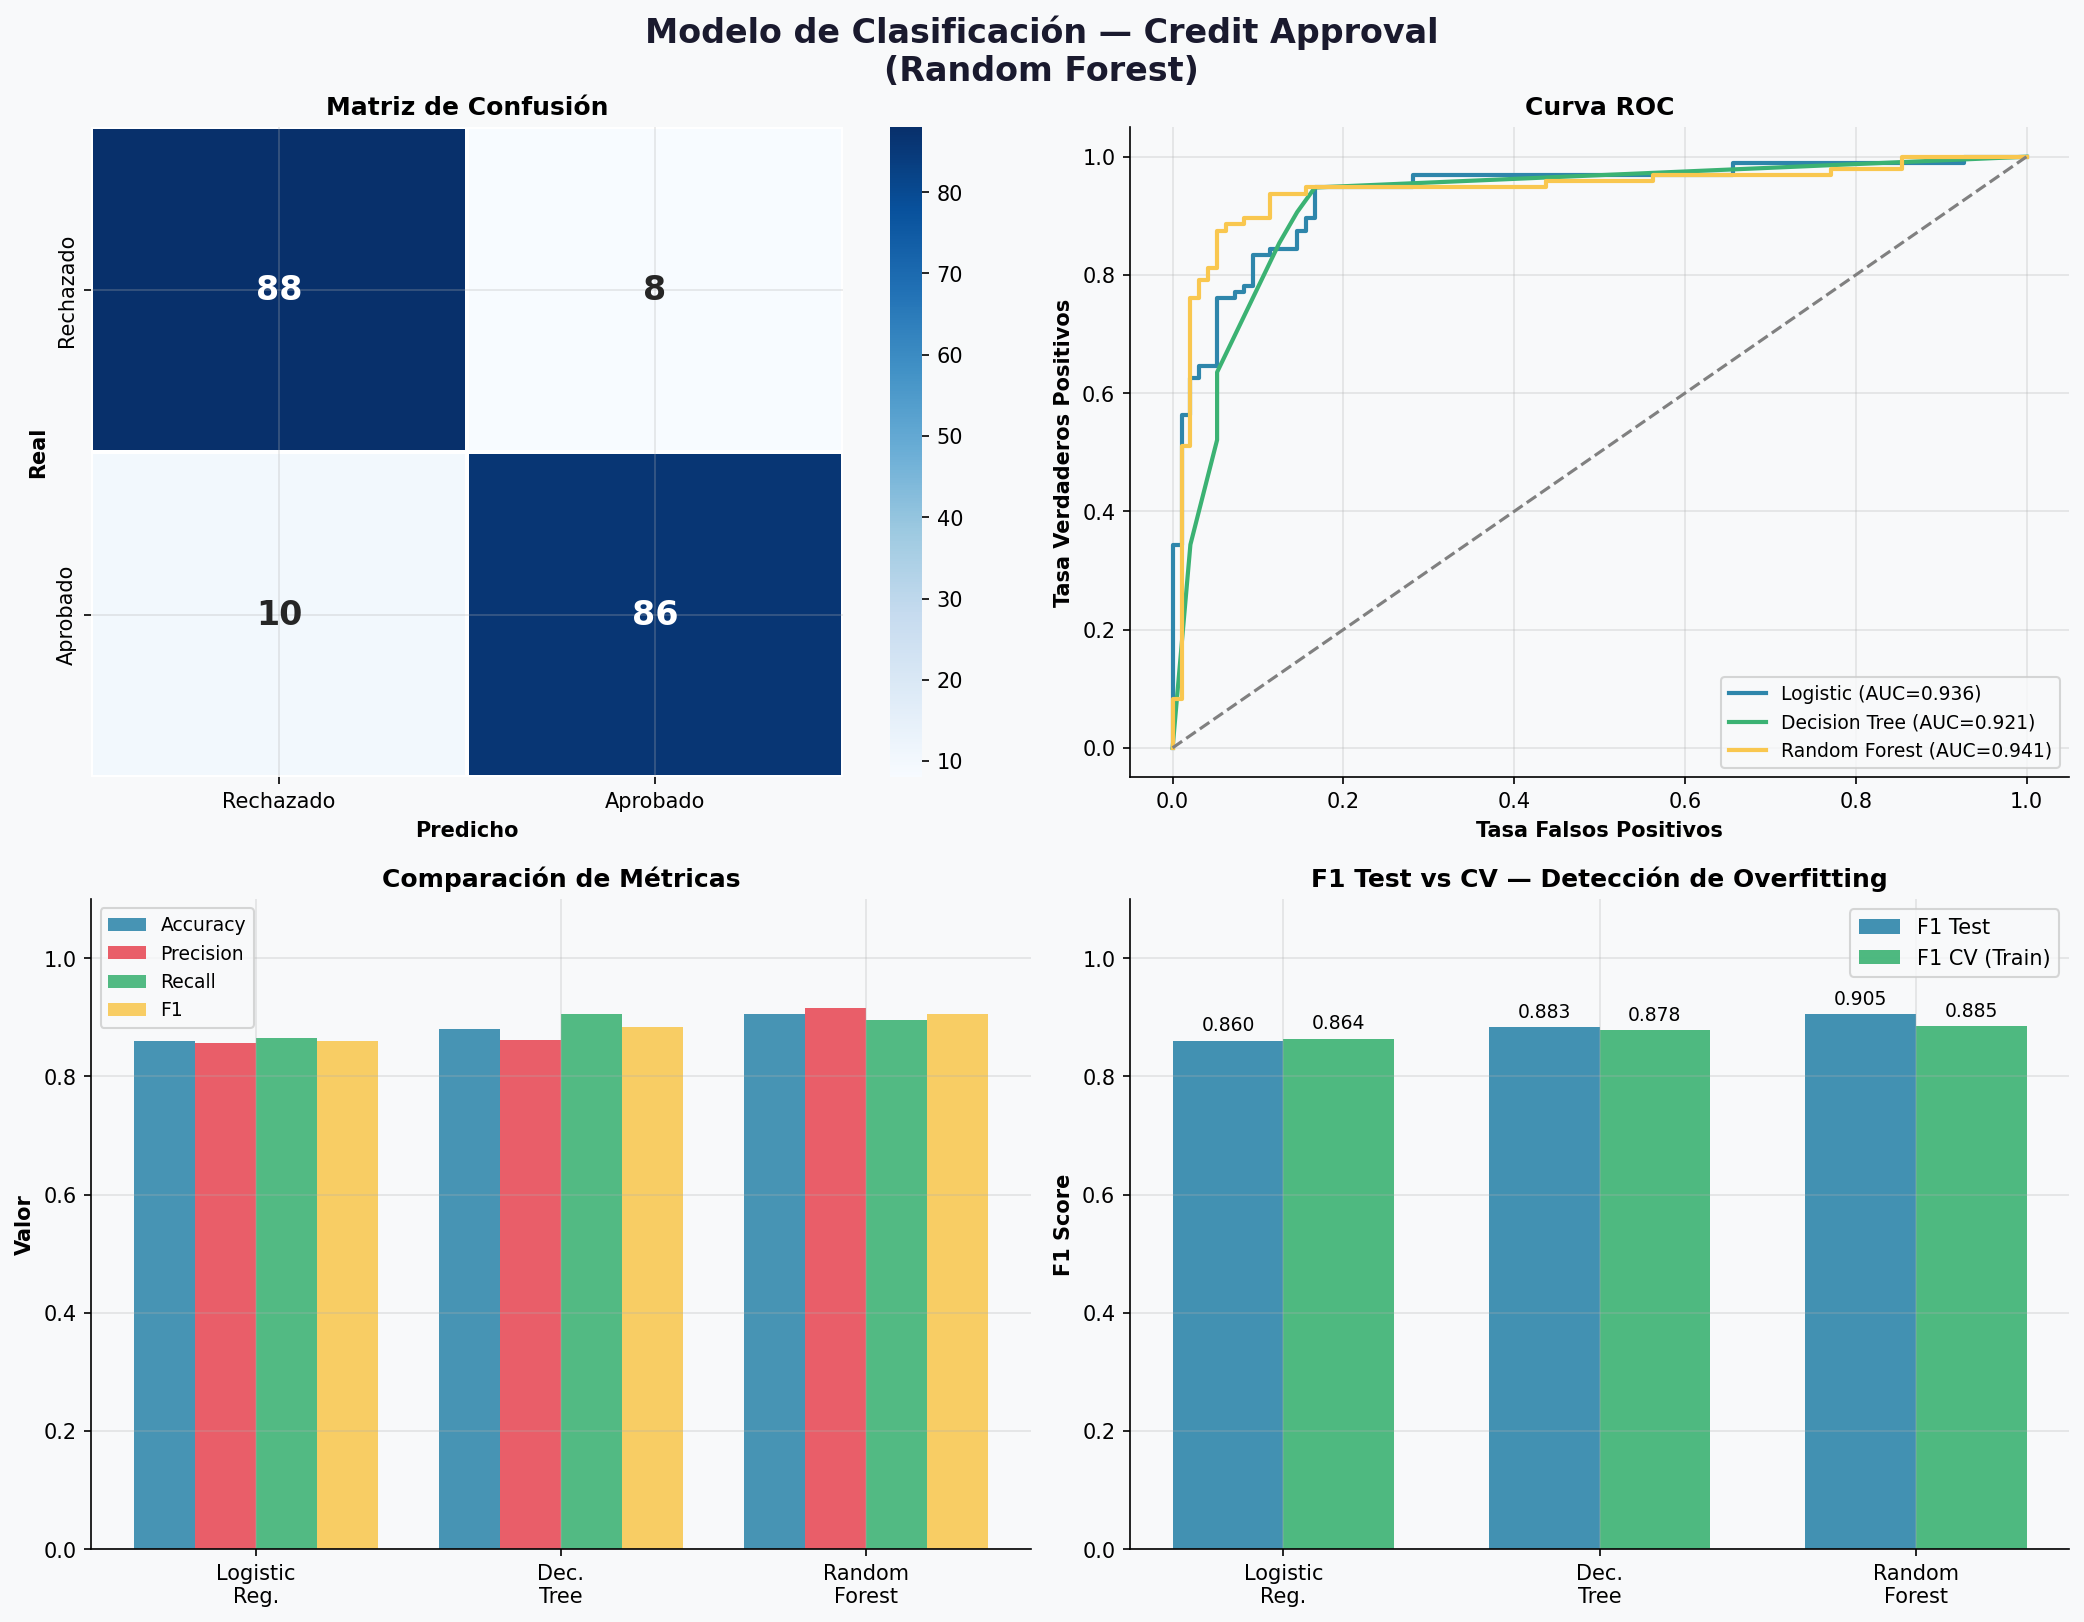 Modelo de Clasificación — Credit Approval
(Random Forest)
Matriz de Confusión
Real
Rechazado
Aprobado
88
8
10
86
Rechazado
Aprobado
Predicho
80
70
60
50
40
30
20
10
Curva ROC
Tasa Verdaderos Positivos
1.0
0.8
0.6
0.4
0.2
0.0
0.0
0.2
0.4
0.6
0.8
1.0
Tasa Falsos Positivos
Logistic (AUC=0.936)
Decision Tree (AUC=0.921)
Random Forest (AUC=0.941)
Comparación de Métricas
Accuracy
Precision
Recall
F1
Valor
1.0
0.8
0.6
0.4
0.2
0.0
Logistic
Reg.
Dec.
Tree
Random
Forest
F1 Test vs CV — Detección de Overfitting
F1 Test
F1 CV (Train)
F1 Score
1.0
0.8
0.6
0.4
0.2
0.0
0.860
0.864
0.883
0.878
0.905
0.885
Logistic
Reg.
Dec.
Tree
Random
Forest